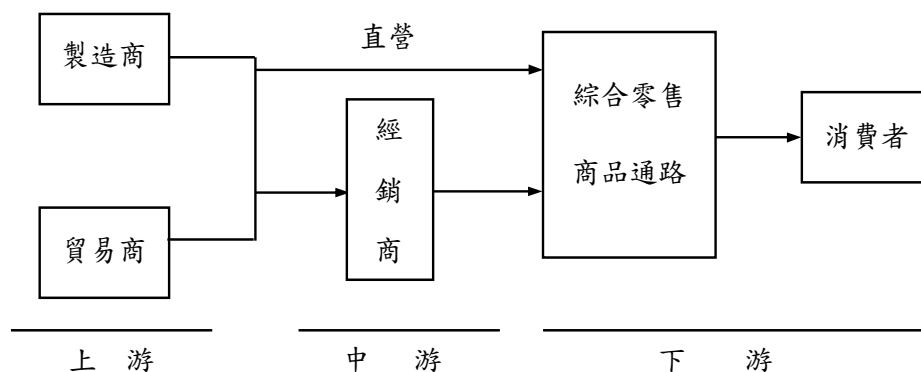 製造商
直營
綜合零售
商品通路
經
銷
商
消費者
貿易商
上 游
中 游
下 游